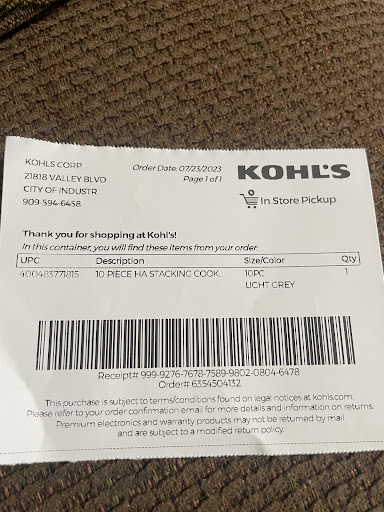 KOHLS CORP
21818 VALLEY BLVD
CITY OF INDUSTR
909-594-6458
Order Date: 07/23/2023
Page 1 of 1
KOHL'S
In Store Pickup
Thank you for shopping at Kohl's!
In this container, you will find these items from your order.
UPC Description Size/Color Qty
400483771815 10 PIECE HA STACKING COOK.. 10PC 1
LIGHT GREY
Receipt# 999-9276-7678-7589-9802-0804-6478
Order# 6354504132
This purchase is subject to terms/conditions found on legal notices at kohls.com.
Please refer to your order confirmation email for more details and information on returns.
Premium electronics and warranty products may not be returned by mail
and are subject to a modified return policy.